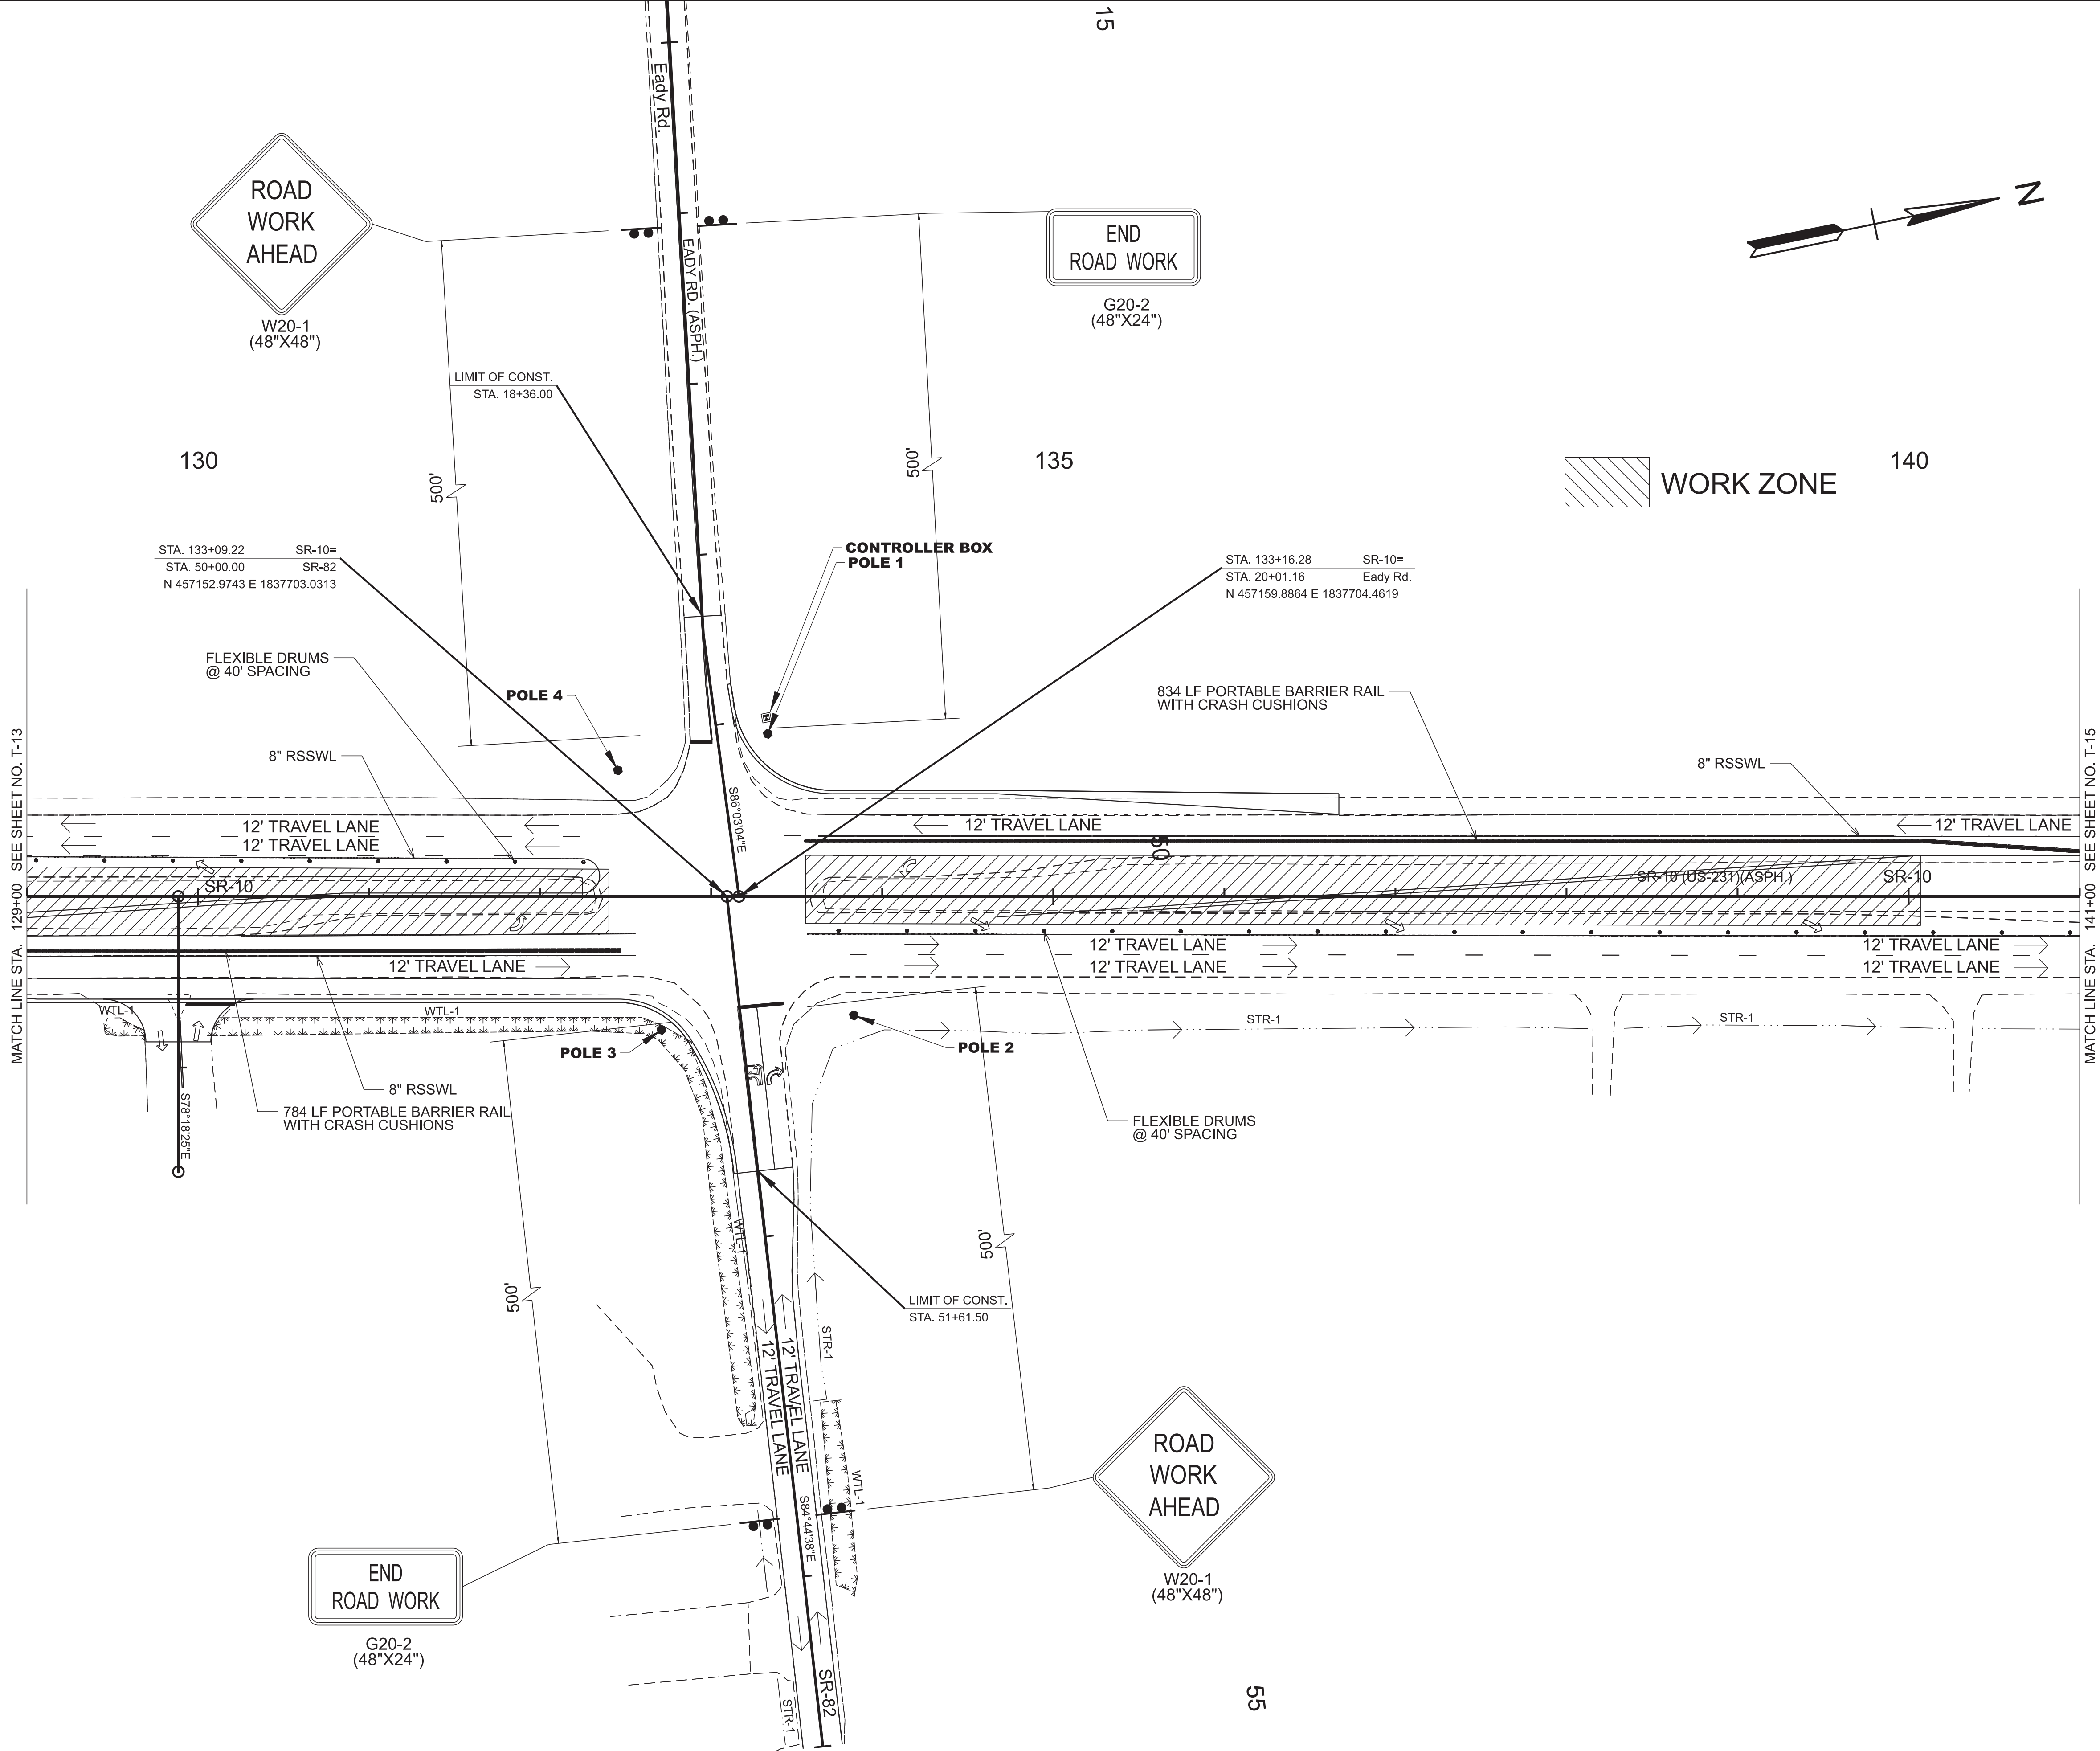 15
Eady Rd.
ROAD
WORK
AHEAD
W20-1
(48"X48")
END
ROAD WORK
G20-2
(48"X24")
N
EADY RD. (ASPH.)
LIMIT OF CONST.
STA. 18+36.00
500'
500'
130
135
140
WORK ZONE
STA. 133+09.22 SR-10=
STA. 50+00.00 SR-82
N 457152.9743 E 1837703.0313
CONTROLLER BOX
POLE 1
STA. 133+16.28 SR-10=
STA. 20+01.16 Eady Rd.
N 457159.8864 E 1837704.4619
FLEXIBLE DRUMS
@ 40' SPACING
POLE 4
834 LF PORTABLE BARRIER RAIL
WITH CRASH CUSHIONS
8" RSSWL
8" RSSWL
MATCH LINE STA. 129+00 SEE SHEET NO. T-13
MATCH LINE STA. 141+00 SEE SHEET NO. T-15
S86°03'04"E
12' TRAVEL LANE
12' TRAVEL LANE
12' TRAVEL LANE
12' TRAVEL LANE
50
SR-10
SR-10 (US-231)(ASPH.)
SR-10
12' TRAVEL LANE
12' TRAVEL LANE
12' TRAVEL LANE
12' TRAVEL LANE
12' TRAVEL LANE
WTL-1
WTL-1
STR-1
STR-1
POLE 3
POLE 2
8" RSSWL
784 LF PORTABLE BARRIER RAIL
WITH CRASH CUSHIONS
S78°18'25"E
FLEXIBLE DRUMS
@ 40' SPACING
WTL-1
500'
500'
LIMIT OF CONST.
STA. 51+61.50
STR-1
12' TRAVEL LANE
12' TRAVEL LANE
WTL-1
S84°44'38"E
ROAD
WORK
AHEAD
W20-1
(48"X48")
END
ROAD WORK
G20-2
(48"X24")
SR-82
STR-1
55